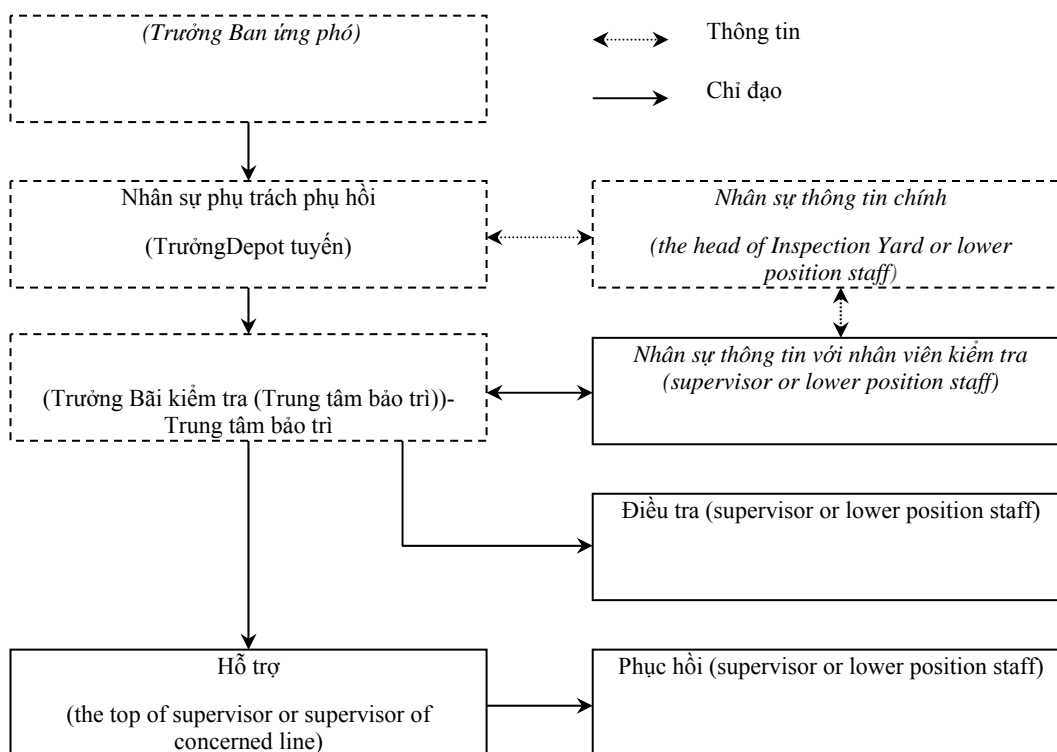 (Trưởng Ban ứng phó)
Thông tin
Chỉ đạo
Nhân sự phụ trách phụ hồi
(TrưởngDepot tuyến)
Nhân sự thông tin chính
(the head of Inspection Yard or lower
position staff)
(Trưởng Bãi kiểm tra (Trung tâm bảo trì))-
Trung tâm bảo trì
Nhân sự thông tin với nhân viên kiểm tra
(supervisor or lower position staff)
Điều tra (supervisor or lower position staff)
Hỗ trợ
(the top of supervisor or supervisor of
concerned line)
Phục hồi (supervisor or lower position staff)